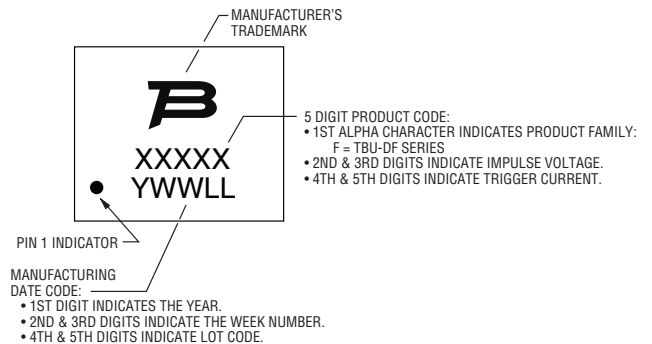 MANUFACTURER'S
TRADEMARK
5 DIGIT PRODUCT CODE:
• 1ST ALPHA CHARACTER INDICATES PRODUCT FAMILY:
F = TBU-DF SERIES
• 2ND & 3RD DIGITS INDICATE IMPULSE VOLTAGE.
• 4TH & 5TH DIGITS INDICATE TRIGGER CURRENT.
XXXXX
YWWLL
PIN 1 INDICATOR
MANUFACTURING
DATE CODE:
• 1ST DIGIT INDICATES THE YEAR.
• 2ND & 3RD DIGITS INDICATE THE WEEK NUMBER.
• 4TH & 5TH DIGITS INDICATE LOT CODE.